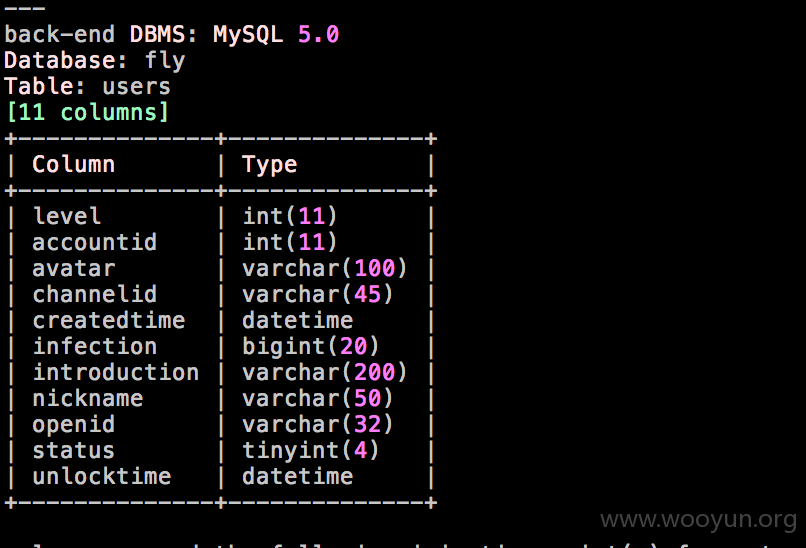 ---
back-end DBMS: MySQL 5.0
Database: fly
Table: users
[11 columns]
+--------------+--------------+
| Column       | Type         |
+--------------+--------------+
| level        | int(11)      |
| accountid    | int(11)      |
| avatar       | varchar(100) |
| channelid    | varchar(45)  |
| createdtime  | datetime     |
| infection    | bigint(20)   |
| introduction | varchar(200) |
| nickname     | varchar(50)  |
| openid       | varchar(32)  |
| status       | tinyint(4)   |
| unlocktime   | datetime     |
+--------------+--------------+
www.wooyun.org